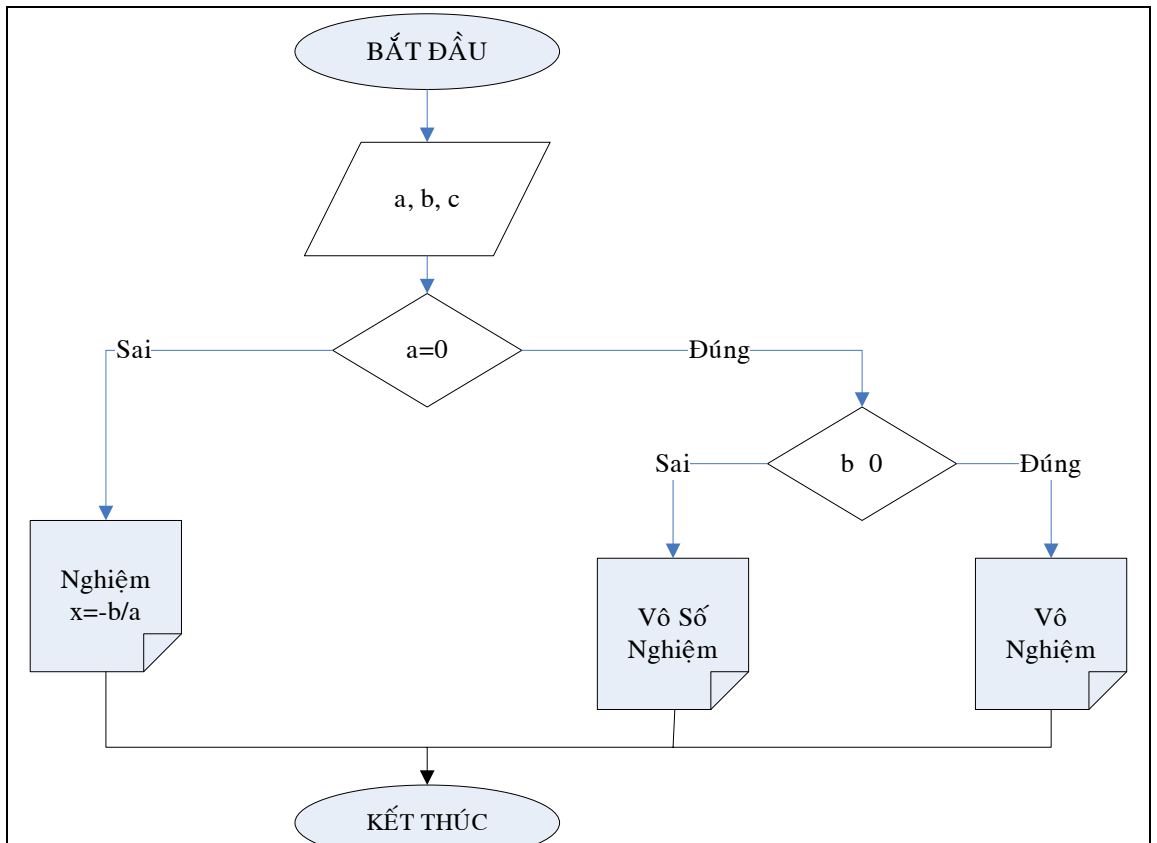 BẮT ĐẦU
a, b, c
a=0
Sai
Đúng
b 0
Sai
Đúng
Nghiệm
x=-b/a
Vô Số
Nghiệm
Vô
Nghiệm
KẾT THÚC